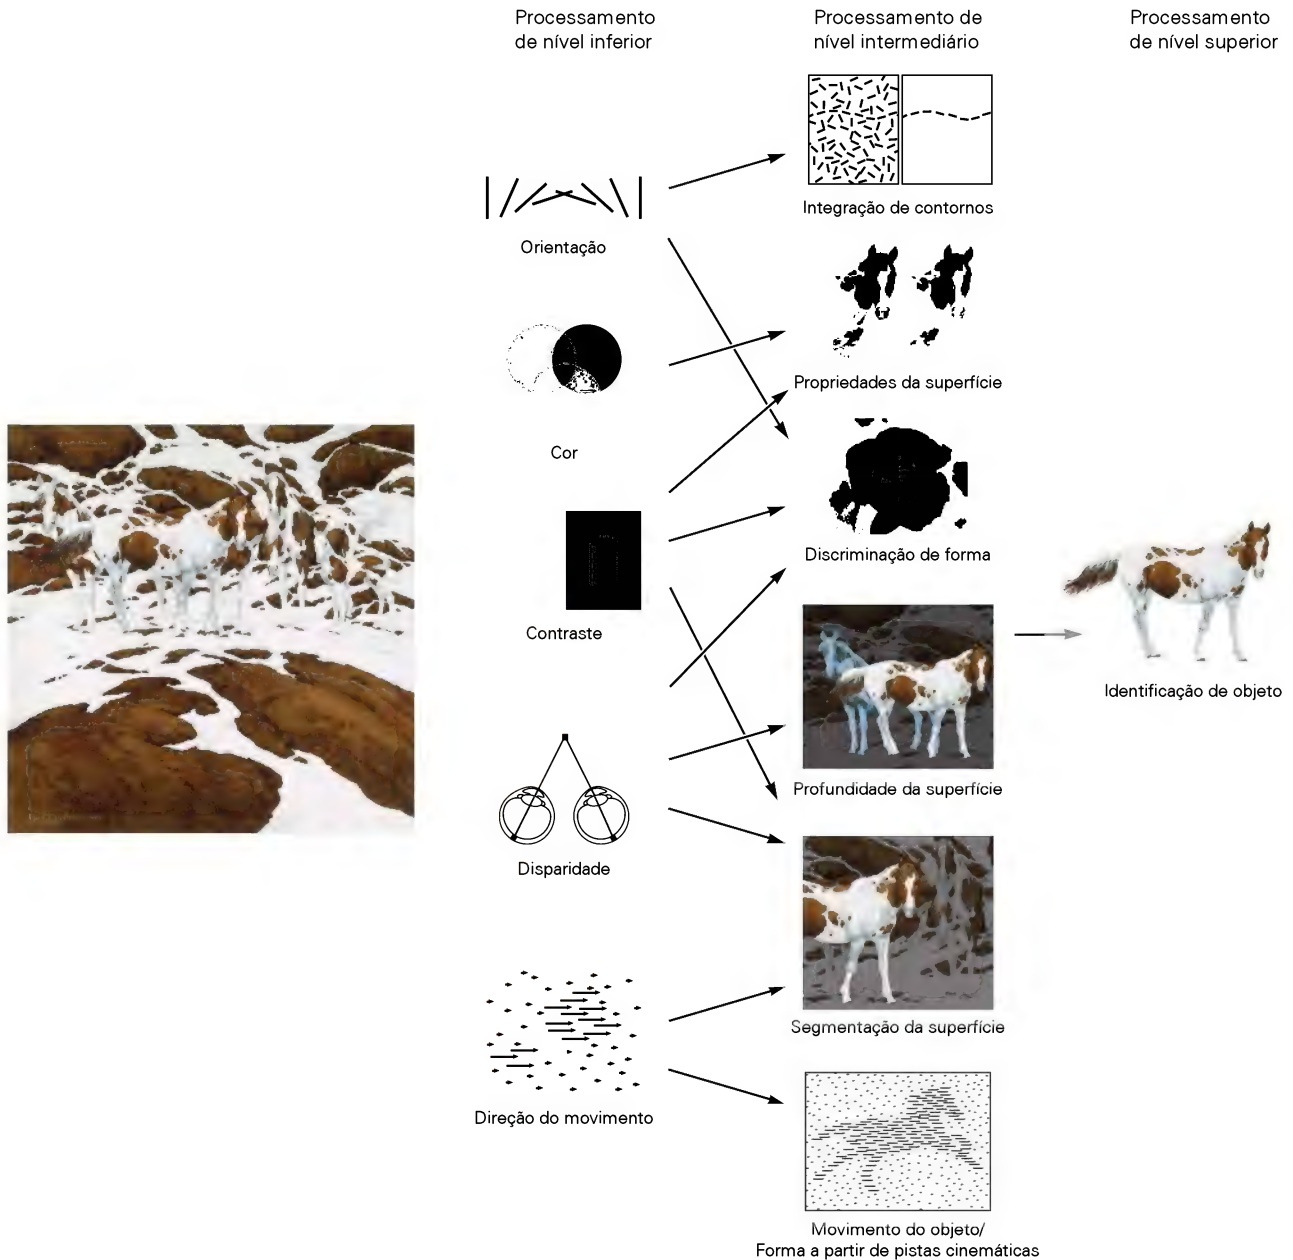 Processamento
de nível inferior
Processamento de
nível intermediário
Processamento
de nível superior
Orientação
Integração de contornos
Cor
Propriedades da superfície
Contraste
Discriminação de forma
Disparidade
Profundidade da superfície
Identificação de objeto
Segmentação da superfície
Direção do movimento
Movimento do objeto/
Forma a partir de pistas cinemáticas